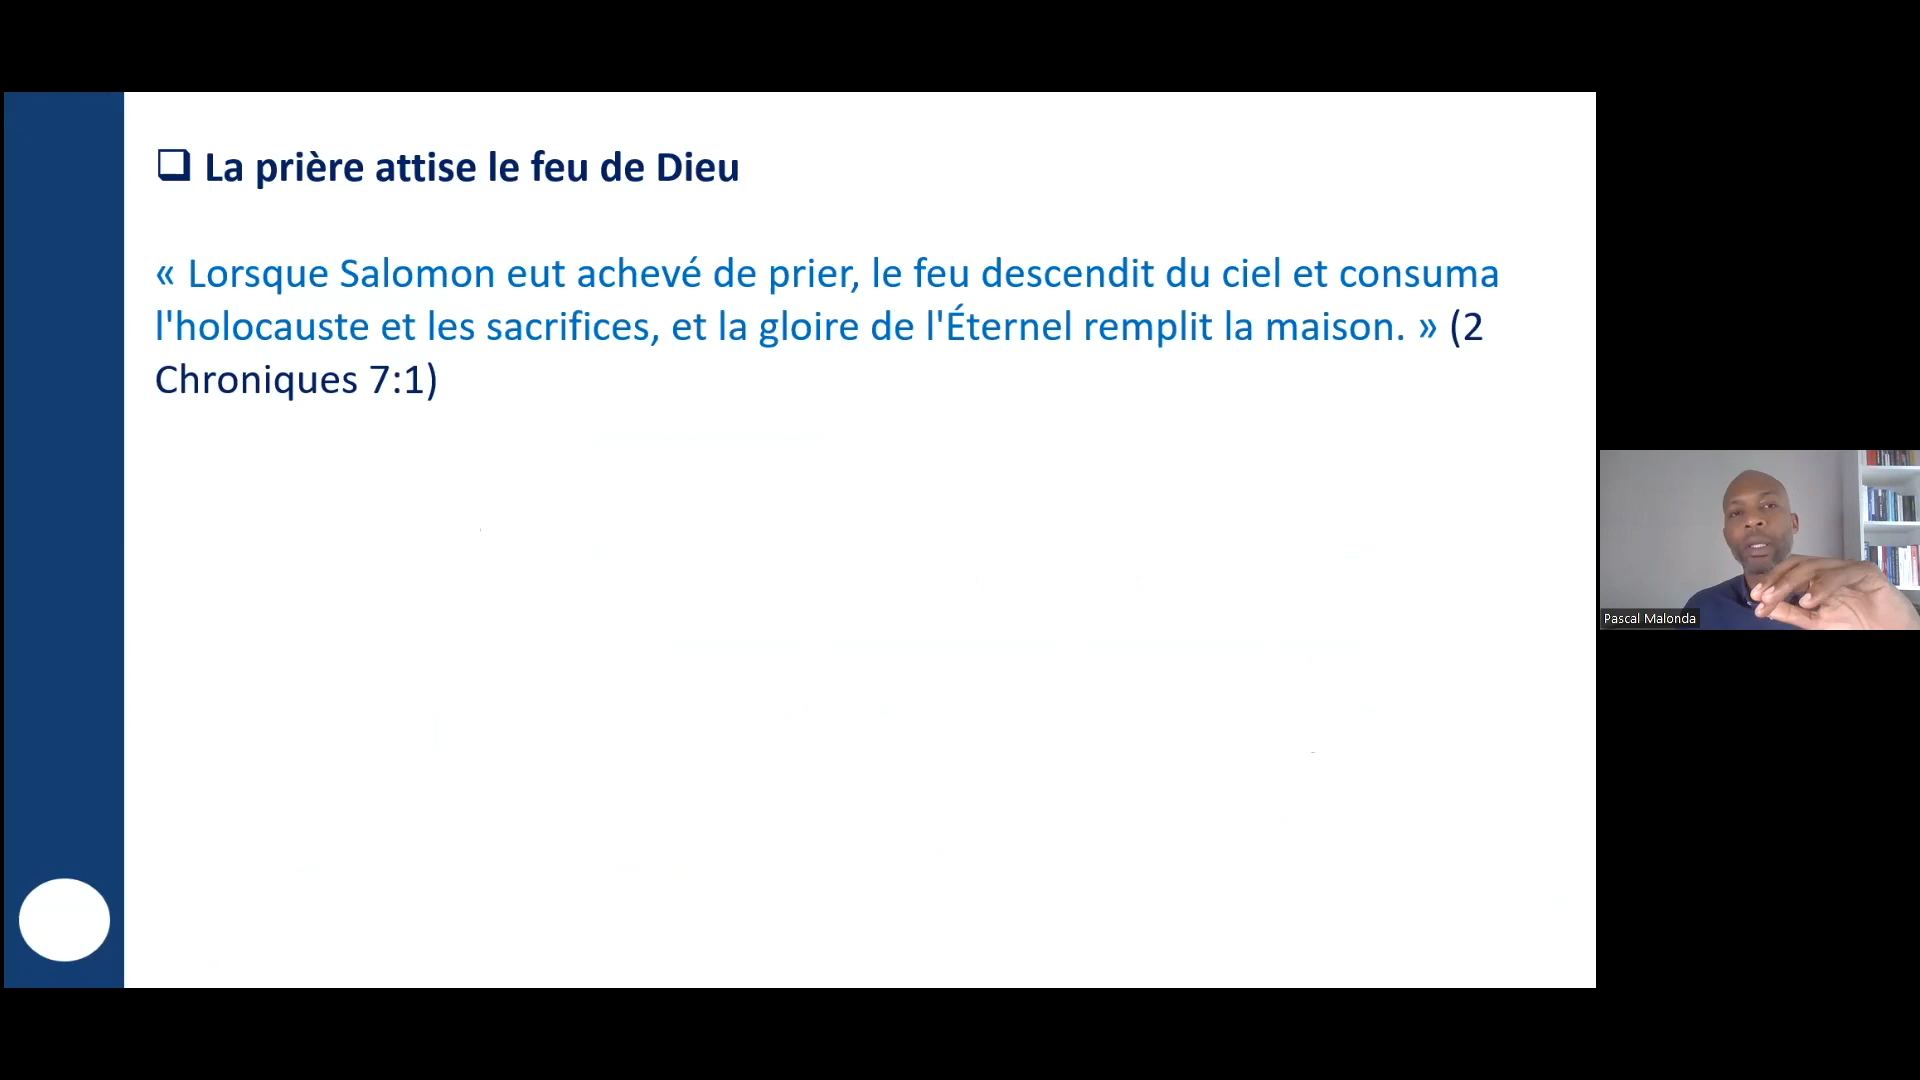 ❑ La prière attise le feu de Dieu
« Lorsque Salomon eut achevé de prier, le feu descendit du ciel et consuma
l'holocauste et les sacrifices, et la gloire de l'Éternel remplit la maison. » (2
Chroniques 7:1)
Pascal Malonda